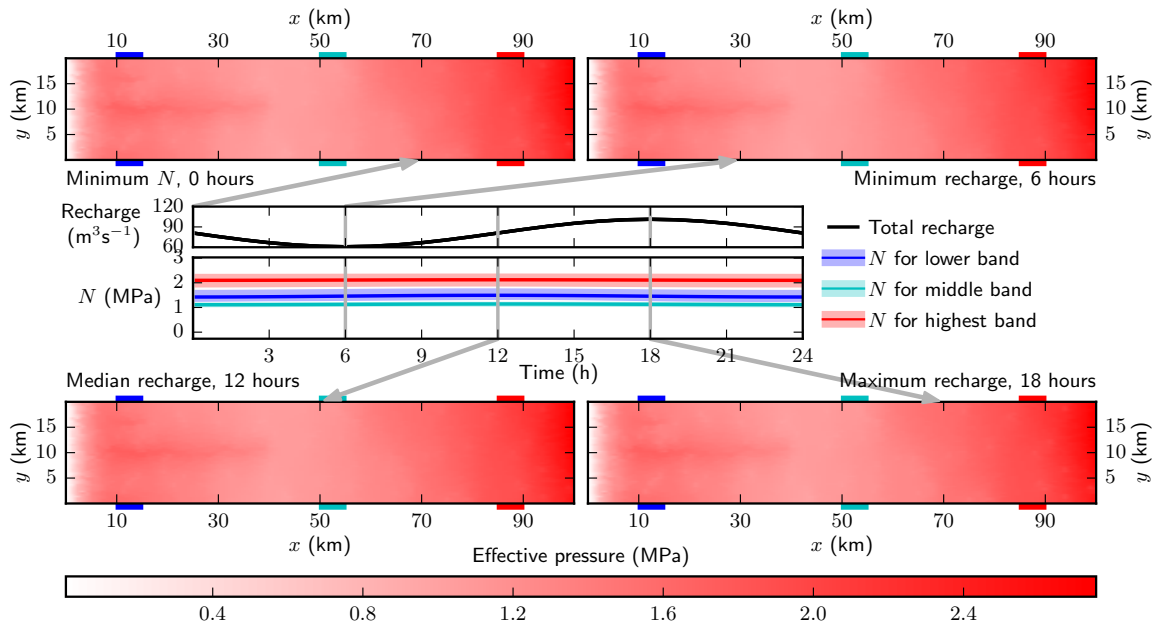 x (km) x (km)
10 30 50 70 90 10 30 50 70 90
y (km) 15 10 5 15 10 5 y (km)
Minimum N, 0 hours Minimum recharge, 6 hours
Recharge (m³s⁻¹) 120 90 60
Total recharge
N for lower band
N for middle band
N for highest band
N (MPa) 3 2 1 0
3 6 9 12 15 18 21 24
Time (h)
Median recharge, 12 hours Maximum recharge, 18 hours
y (km) 15 10 5 15 10 5 y (km)
10 30 50 70 90 10 30 50 70 90
x (km) x (km)
Effective pressure (MPa)
0.4 0.8 1.2 1.6 2.0 2.4